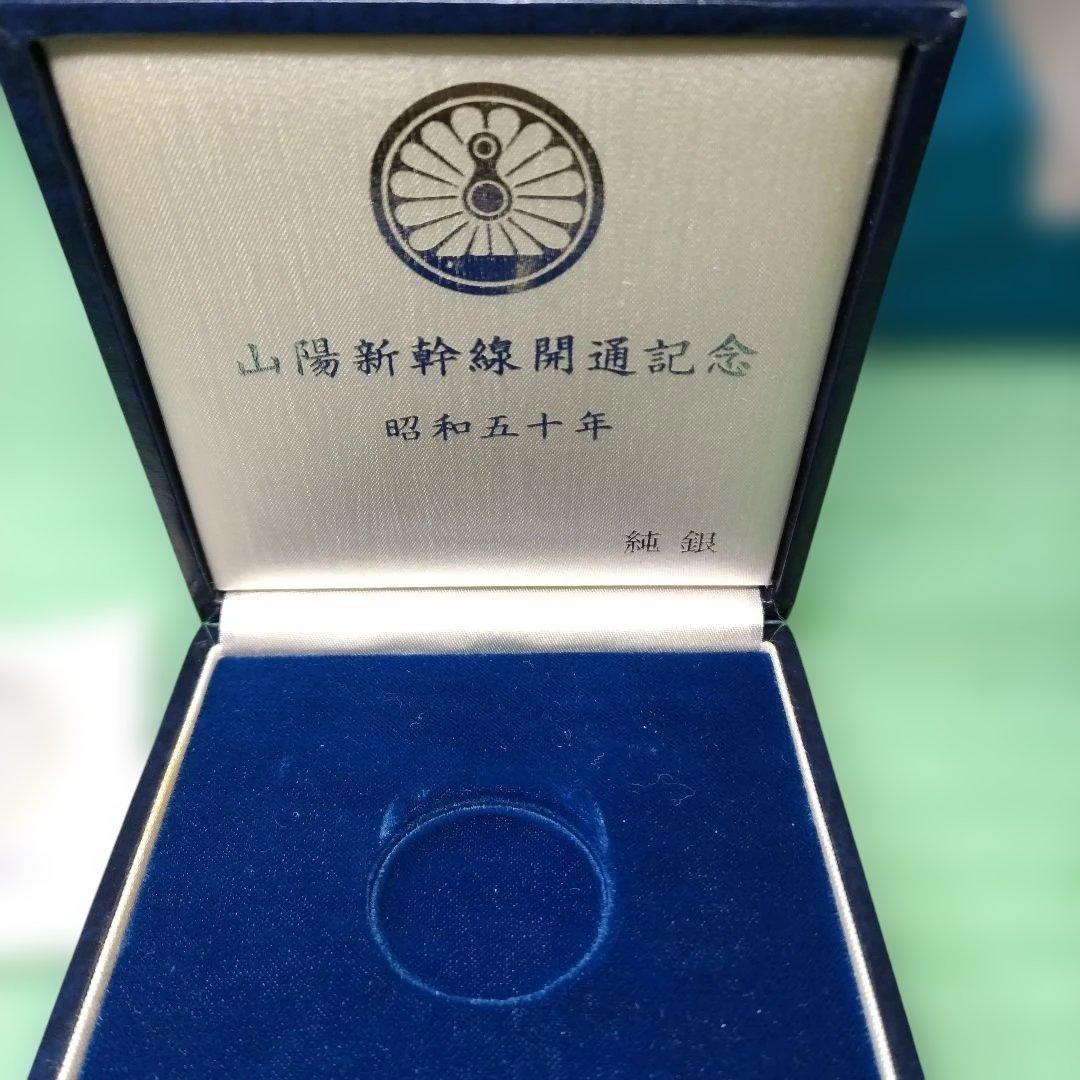 山陽新幹線開通記念
昭和五十年
純銀